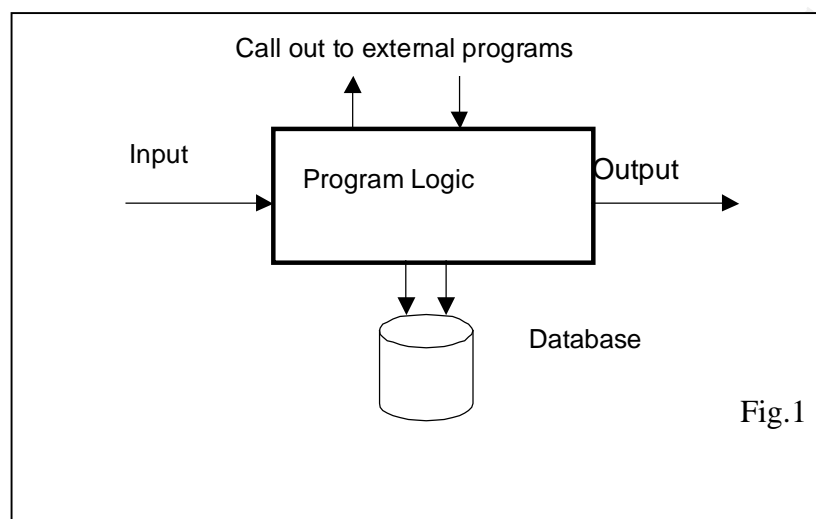 Call out to external programs
Input
Program Logic
Output
Database
Fig.1